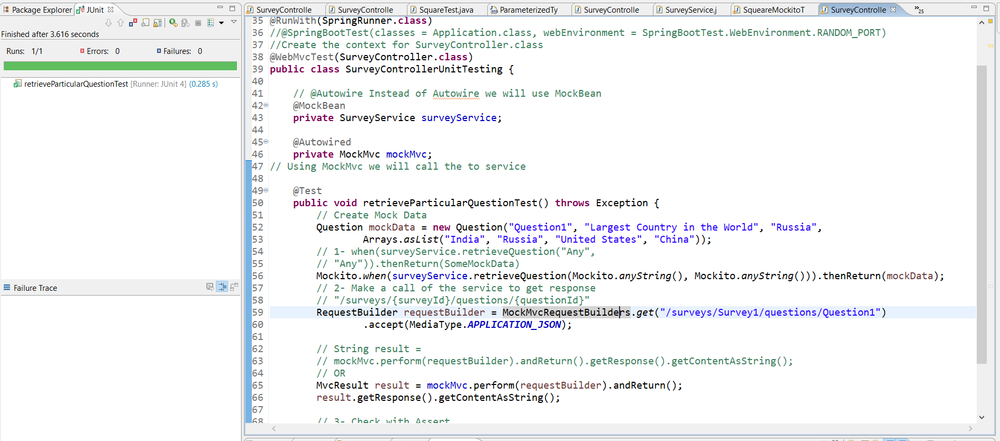 Package Explorer JUnit
Finished after 3.616 seconds
Runs: 1/1 Errors: 0 Failures: 0
retrieveParticularQuestionTest [Runner: JUnit 4] (0.285 s)
Failure Trace
SurveyControlle SurveyControlle SquareTest.java ParameterizedTy SurveyControlle SurveyService.j SqueareMockitoT SurveyControlle »25
35 @RunWith(SpringRunner.class)
36 //@SpringBootTest(classes = Application.class, webEnvironment = SpringBootTest.WebEnvironment.RANDOM_PORT)
37 //Create the context for SurveyController.class
38 @WebMvcTest(SurveyController.class)
39 public class SurveyControllerUnitTesting {
40
41 // @Autowire Instead of Autowire we will use MockBean
42 @MockBean
43 private SurveyService surveyService;
44
45 @Autowired
46 private MockMvc mockMvc;
47 // Using MockMvc we will call the to service
48
49 @Test
50 public void retrieveParticularQuestionTest() throws Exception {
51 // Create Mock Data
52 Question mockData = new Question("Question1", "Largest Country in the World", "Russia",
53 Arrays.asList("India", "Russia", "United States", "China"));
54 // 1- when(surveyService.retrieveQuestion("Any",
55 // "Any")).thenReturn(SomeMockData)
56 Mockito.when(surveyService.retrieveQuestion(Mockito.anyString(), Mockito.anyString())).thenReturn(mockData);
57 // 2- Make a call of the service to get response
58 // "/surveys/{surveyId}/questions/{questionId}"
59 RequestBuilder requestBuilder = MockMvcRequestBuilders.get("/surveys/Survey1/questions/Question1")
60 .accept(MediaType.APPLICATION_JSON);
61
62 // String result =
63 // mockMvc.perform(requestBuilder).andReturn().getResponse().getContentAsString();
64 // OR
65 MvcResult result = mockMvc.perform(requestBuilder).andReturn();
66 result.getResponse().getContentAsString();
67
68 // 3- Check with Assert